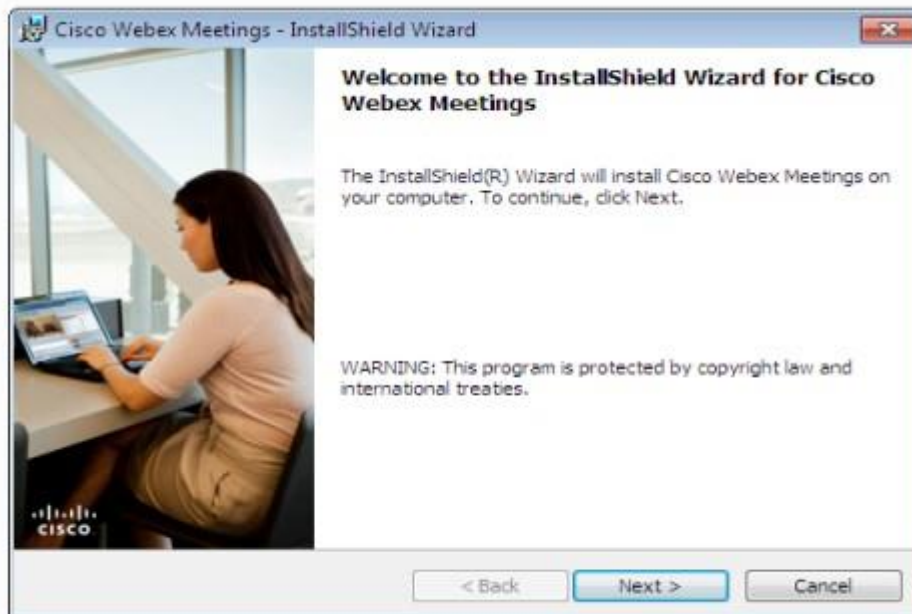 Cisco Webex Meetings - InstallShield Wizard
Welcome to the InstallShield Wizard for Cisco
Webex Meetings
The InstallShield(R) Wizard will install Cisco Webex Meetings on
your computer. To continue, click Next.
WARNING: This program is protected by copyright law and
international treaties.
CISCO
< Back
Next >
Cancel